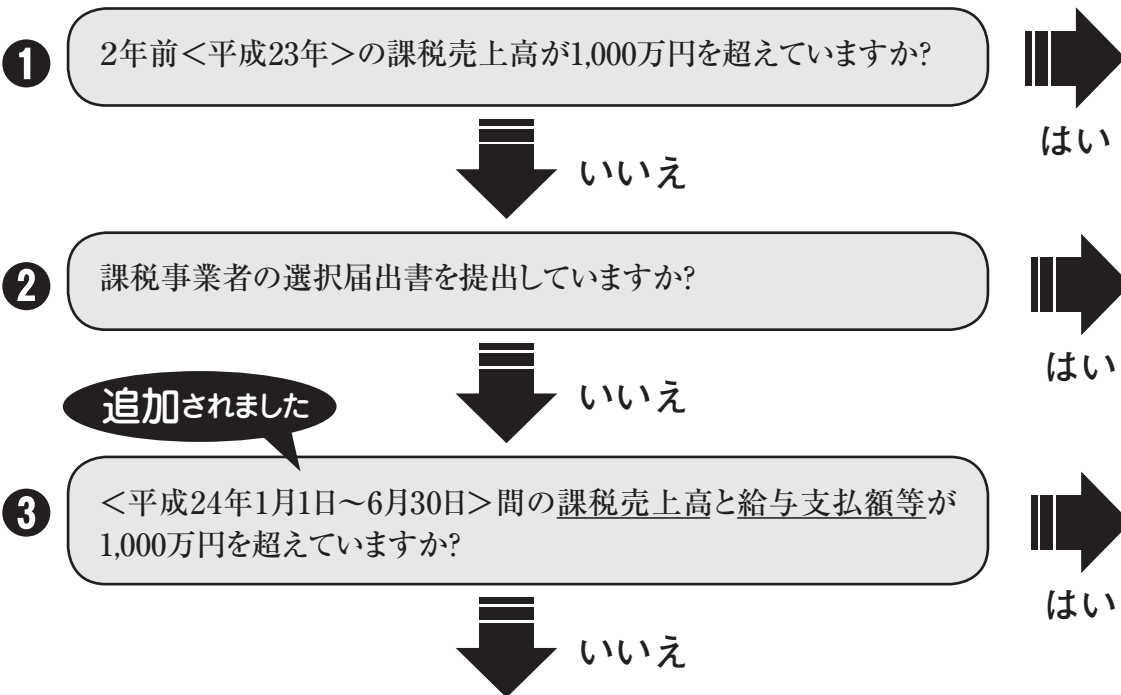 ❶
2年前＜平成23年＞の課税売上高が1,000万円を超えていますか?
はい
いいえ
❷
課税事業者の選択届出書を提出していますか?
はい
いいえ
追加されました
❸
＜平成24年1月1日～6月30日＞間の課税売上高と給与支払額等が
1,000万円を超えていますか?
はい
いいえ